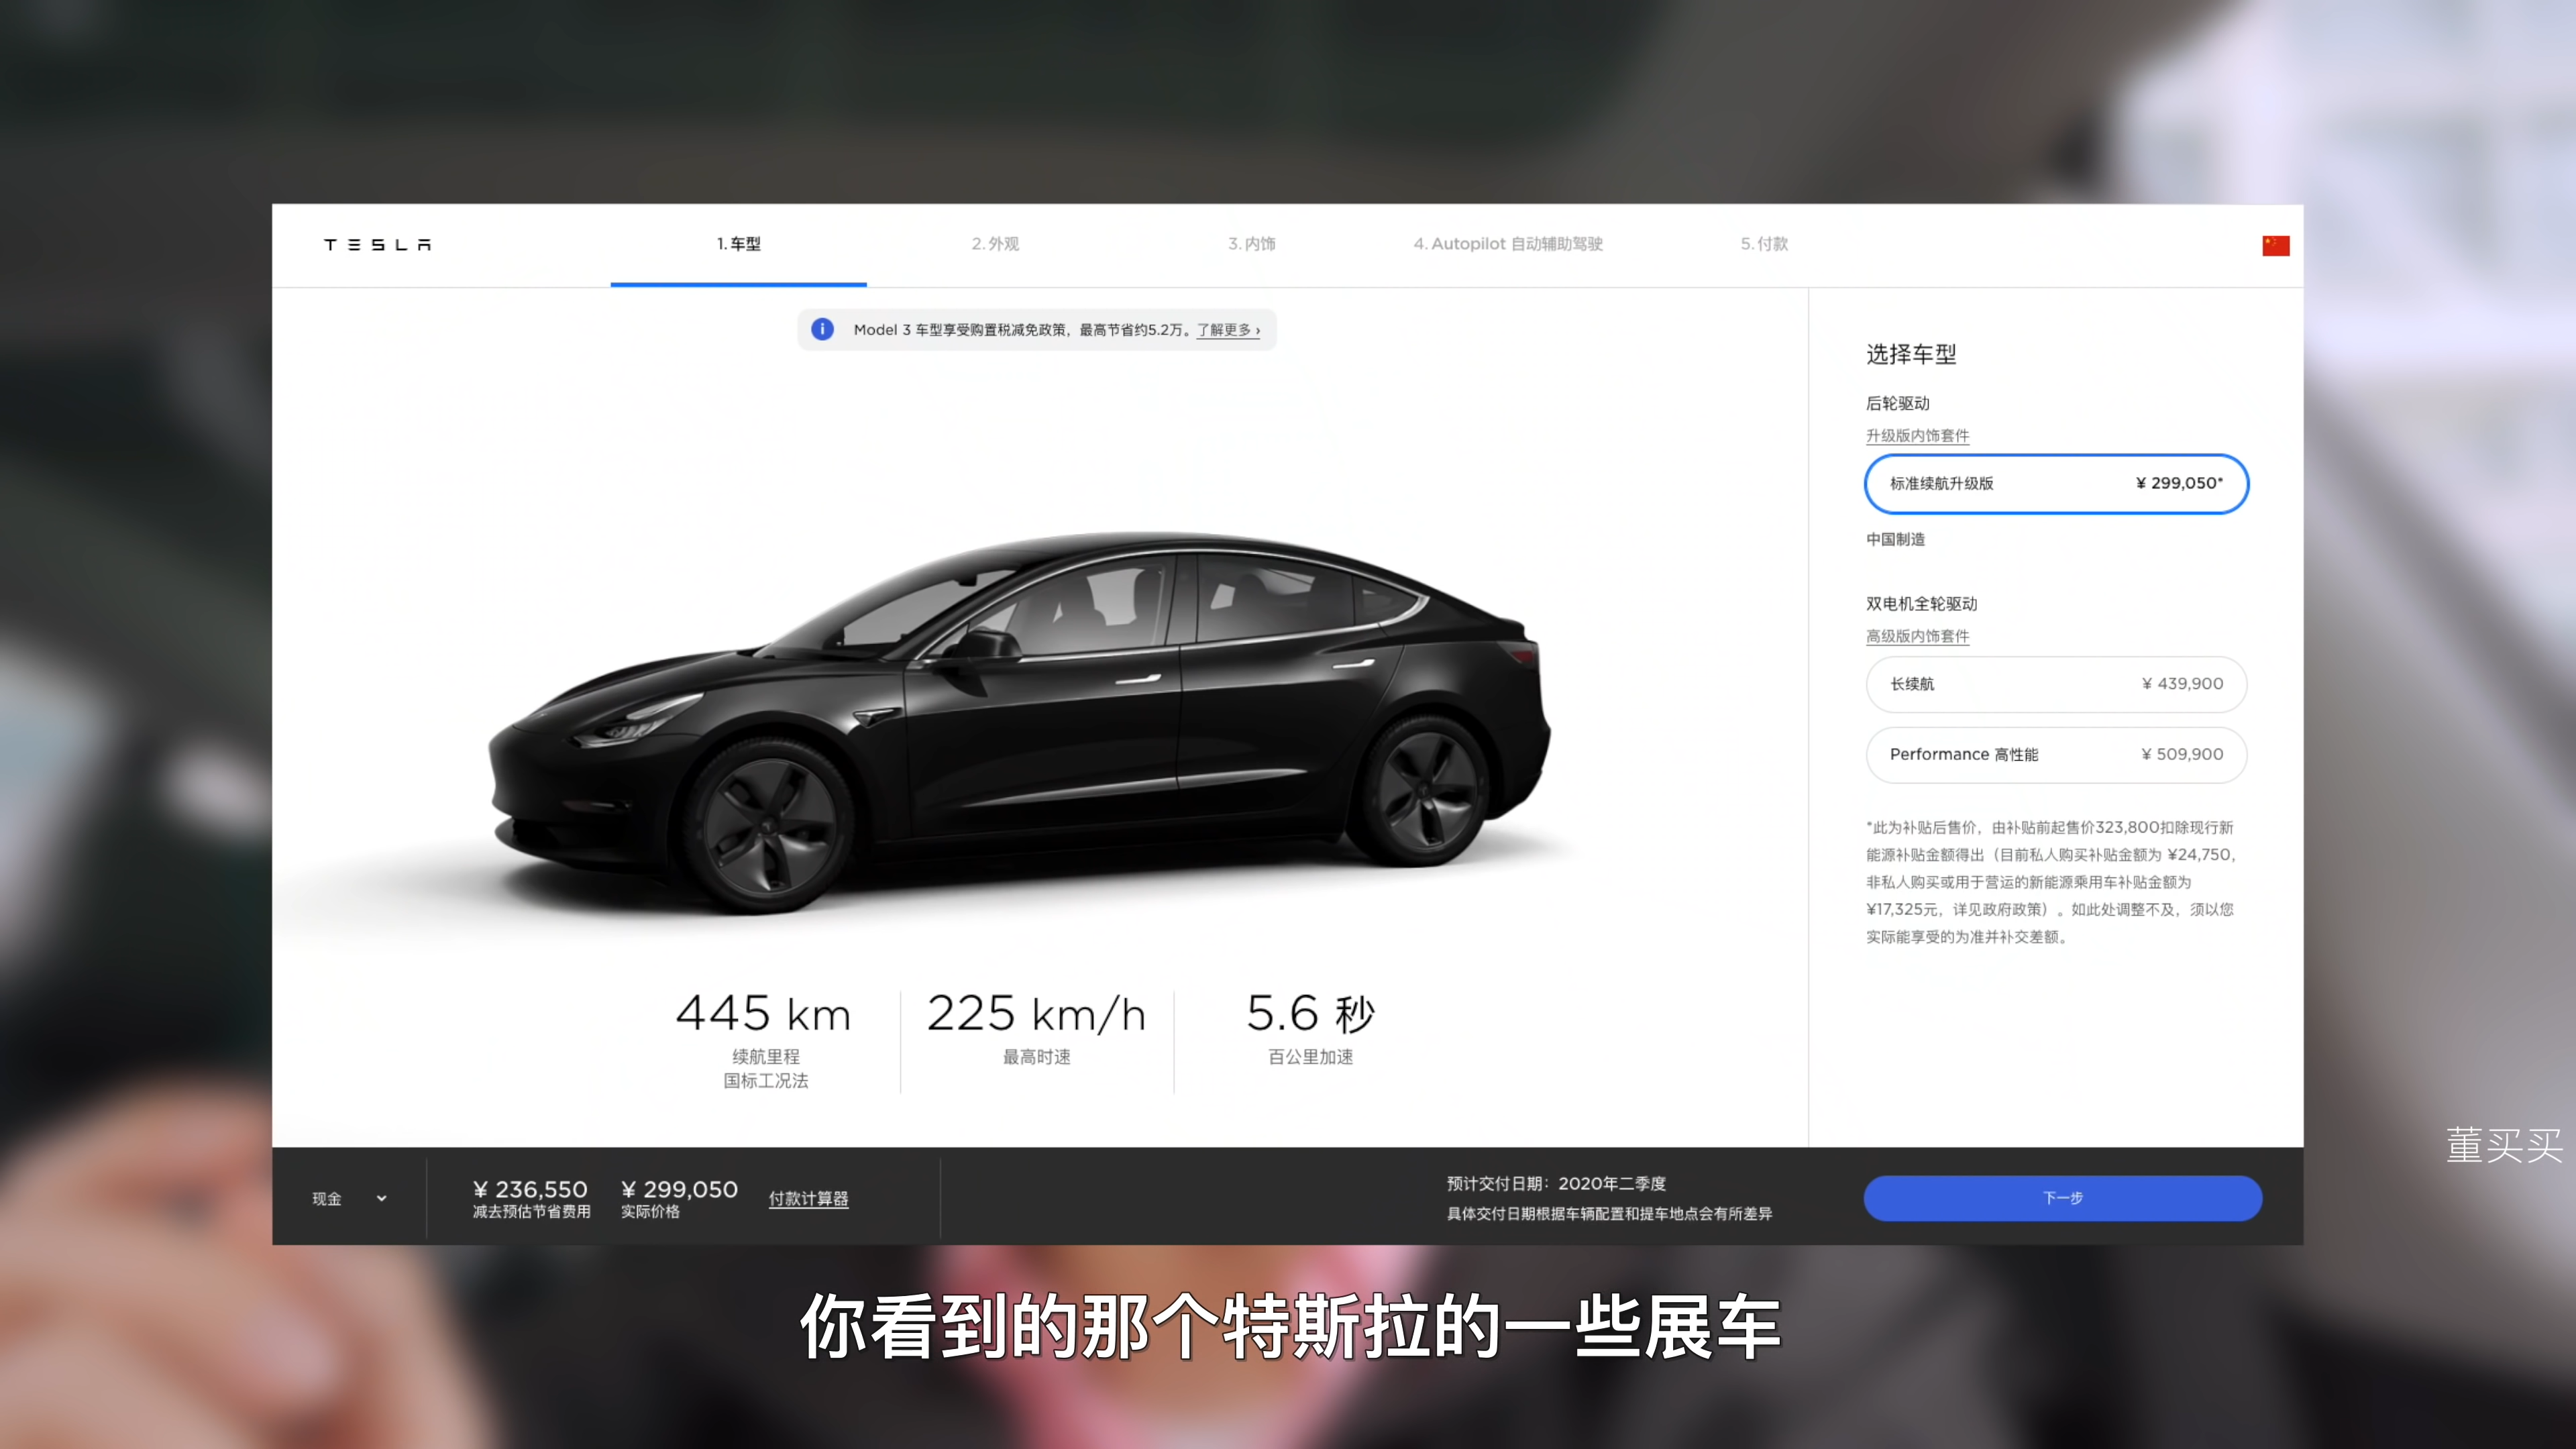 TESLA
1. 车型
2. 外观
3. 内饰
4. Autopilot 自动辅助驾驶
5. 付款
Model 3 车型享受购置税减免政策，最高节省约5.2万。了解更多 ›
选择车型
后轮驱动
升级版内饰套件
标准续航升级版 ¥ 299,050*
中国制造
双电机全轮驱动
高级版内饰套件
长续航 ¥ 439,900
Performance 高性能 ¥ 509,900
*此为补贴后售价，由补贴前起售价323,800扣除现行新
能源补贴金额得出（目前私人购买补贴金额为 ¥24,750，
非私人购买或用于营运的新能源乘用车补贴金额为
¥17,325元，详见政府政策）。如此处调整不及，须以您
实际能享受的为准并补交差额。
445 km
续航里程
国标工况法
225 km/h
最高时速
5.6 秒
百公里加速
董买买
现金
¥ 236,550
减去预估节省费用
¥ 299,050
实际价格
付款计算器
预计交付日期：2020年二季度
具体交付日期根据车辆配置和提车地点会有所差异
下一步
你看到的那个特斯拉的一些展车